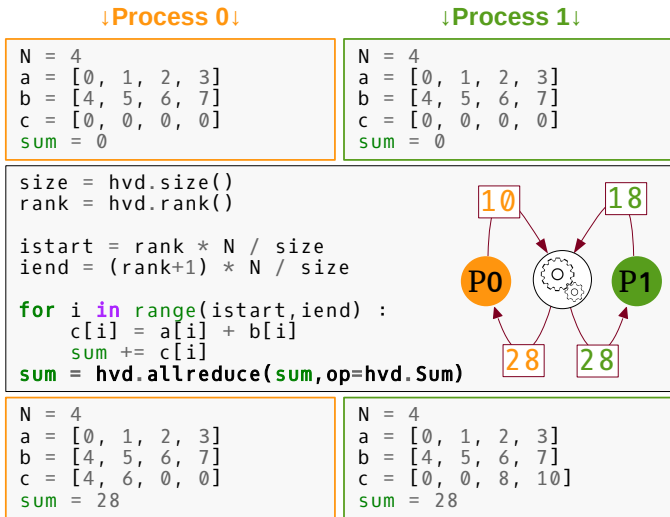 ↓Process 0↓
↓Process 1↓
N = 4
a = [0, 1, 2, 3]
b = [4, 5, 6, 7]
c = [0, 0, 0, 0]
sum = 0
N = 4
a = [0, 1, 2, 3]
b = [4, 5, 6, 7]
c = [0, 0, 0, 0]
sum = 0
size = hvd.size()
rank = hvd.rank()
istart = rank * N / size
iend = (rank+1) * N / size
for i in range(istart,iend) :
c[i] = a[i] + b[i]
sum += c[i]
sum = hvd.allreduce(sum,op=hvd.Sum)
10
18
P0
P1
28
28
N = 4
a = [0, 1, 2, 3]
b = [4, 5, 6, 7]
c = [4, 6, 0, 0]
sum = 28
N = 4
a = [0, 1, 2, 3]
b = [4, 5, 6, 7]
c = [0, 0, 8, 10]
sum = 28